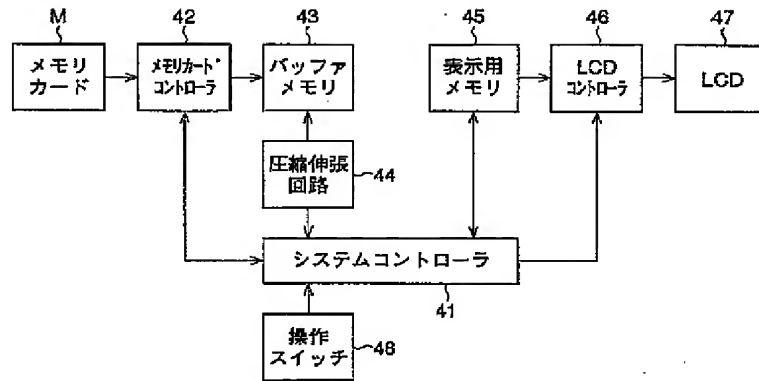 M
42
43
45
46
47
メモリ
カード
メモリカード
コントローラ
バッファ
メモリ
表示用
メモリ
LCD
コントローラ
LCD
圧縮伸張
回路
44
システムコントローラ
41
操作
スイッチ
48